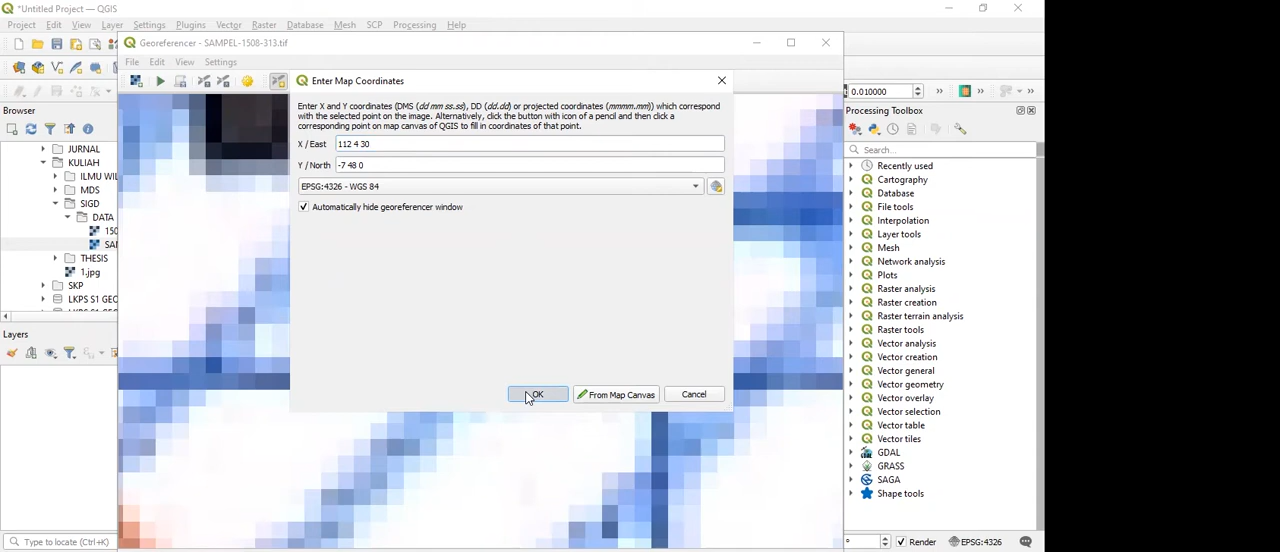 *Untitled Project — QGIS
Project Edit View Layer Settings Plugins Vector Raster Database Mesh SCP Processing Help
Georeferencer - SAMPEL-1508-313.tif
File Edit View Settings
Enter Map Coordinates
Enter X and Y coordinates (DMS (dd mm ss.ss), DD (dd.dd) or projected coordinates (mmmm.mm)) which correspond
with the selected point on the image. Alternatively, click the button with icon of a pencil and then click a
corresponding point on map canvas of QGIS to fill in coordinates of that point.
X / East 112 4 30
Y / North -7 48 0
EPSG:4326 - WGS 84
Automatically hide georeferencer window
OK From Map Canvas Cancel
Browser
JURNAL
KULIAH
ILMU WIL
MDS
SIGD
DATA
150
SAM
THESIS
1.jpg
SKP
LKPS S1 GEO
Layers
Type to locate (Ctrl+K)
0.010000
Processing Toolbox
Search...
Recently used
Cartography
Database
File tools
Interpolation
Layer tools
Mesh
Network analysis
Plots
Raster analysis
Raster creation
Raster terrain analysis
Raster tools
Vector analysis
Vector creation
Vector general
Vector geometry
Vector overlay
Vector selection
Vector table
Vector tiles
GDAL
GRASS
SAGA
Shape tools
Render EPSG:4326